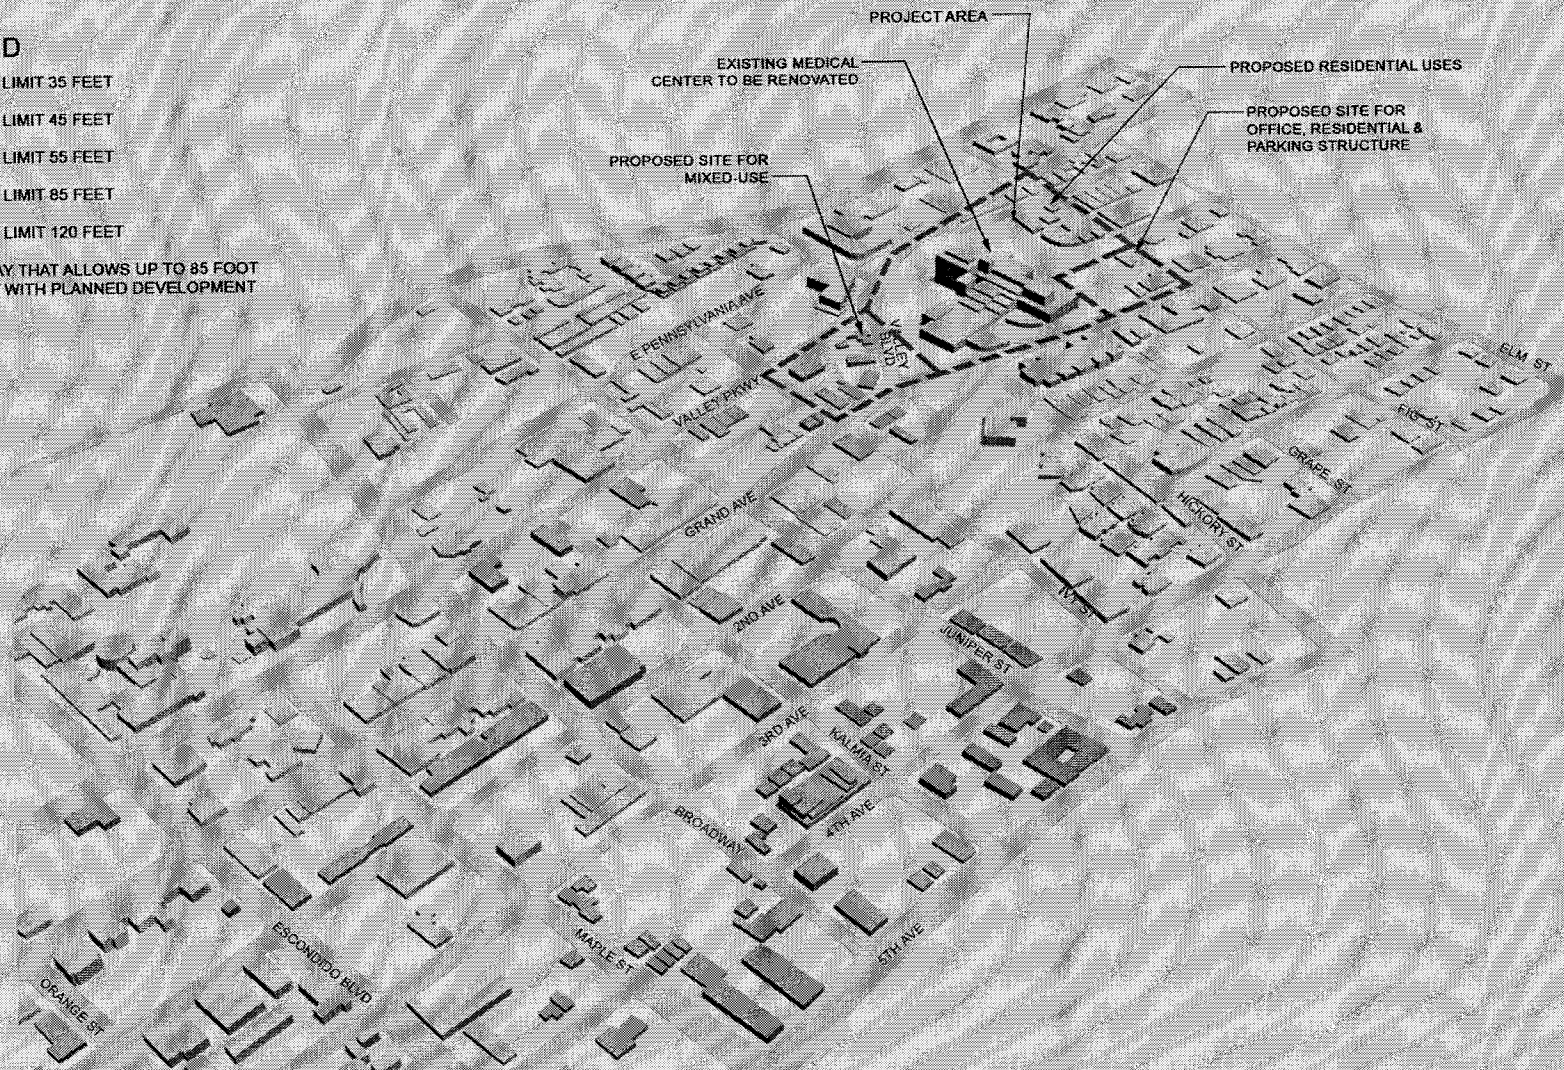 D
LIMIT 35 FEET
LIMIT 45 FEET
LIMIT 55 FEET
LIMIT 85 FEET
LIMIT 120 FEET
AY THAT ALLOWS UP TO 85 FOOT
WITH PLANNED DEVELOPMENT
PROJECT AREA
EXISTING MEDICAL
CENTER TO BE RENOVATED
PROPOSED RESIDENTIAL USES
PROPOSED SITE FOR
OFFICE, RESIDENTIAL &
PARKING STRUCTURE
PROPOSED SITE FOR
MIXED-USE
E PENNSYLVANIA AVE
VALLEY
BLVD
VALLEY PKWY
ELM ST
FIG ST
GRAPE ST
HICKORY ST
GRAND AVE
IVY ST
2ND AVE
JUNIPER ST
3RD AVE
KALMIA ST
BROADWAY
4TH AVE
5TH AVE
MAPLE ST
ESCONDIDO BLVD
ORANGE ST